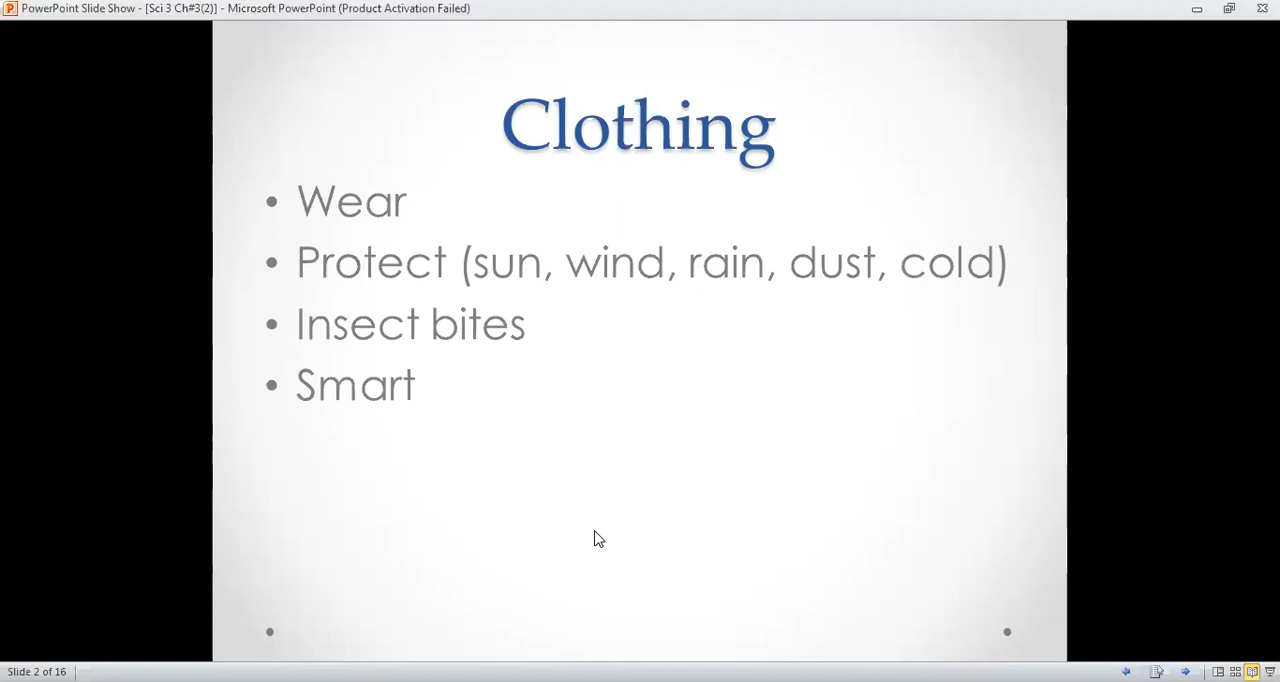 PowerPoint Slide Show - [Sci 3 Ch#3(2)] - Microsoft PowerPoint (Product Activation Failed)
Clothing
• Wear
• Protect (sun, wind, rain, dust, cold)
• Insect bites
• Smart
Slide 2 of 16